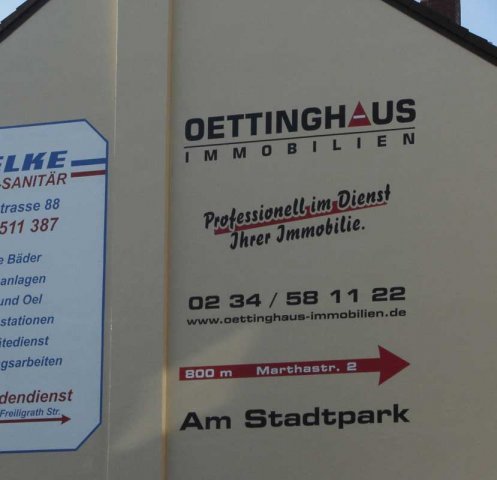 ELKE
-SANITÄR
trasse 88
511 387
e Bäder
anlagen
und Oel
stationen
tedienst
gsarbeiten
dendienst
Freiligrath Str.
OETTINGHAUS
IMMOBILIEN
Professionell im Dienst
Ihrer Immobilie.
02 34 / 58 11 22
www.oettinghaus-immobilien.de
800 m Marthastr. 2
Am Stadtpark